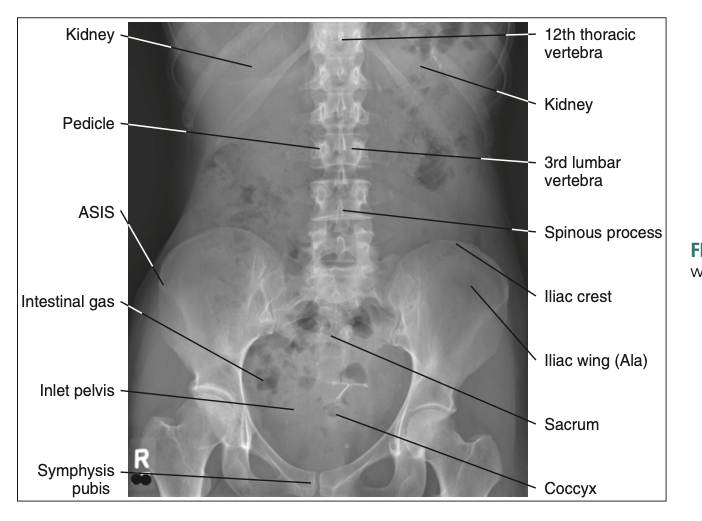 Kidney
12th thoracic
vertebra
Kidney
Pedicle
3rd lumbar
vertebra
ASIS
Spinous process
Iliac crest
Intestinal gas
Iliac wing (Ala)
Inlet pelvis
Sacrum
R
Symphysis
pubis
Coccyx